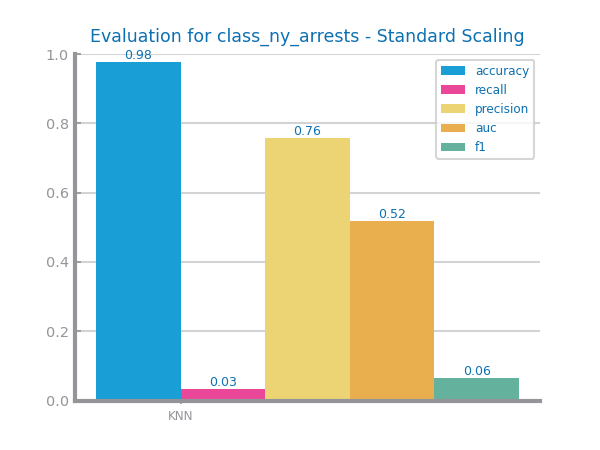 Evaluation for class_ny_arrests - Standard Scaling
1.0
0.8
0.6
0.4
0.2
0.0
0.98
0.03
0.76
0.52
0.06
accuracy
recall
precision
auc
f1
KNN